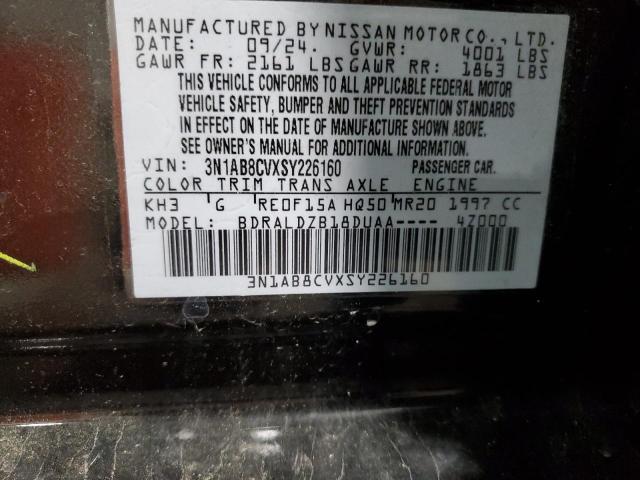 MANUFACTURED BY NISSAN MOTOR CO., LTD.
DATE: 09/24. GVWR: 4001 LBS
GAWR FR: 2161 LBS GAWR RR: 1863 LBS
THIS VEHICLE CONFORMS TO ALL APPLICABLE FEDERAL MOTOR
VEHICLE SAFETY, BUMPER AND THEFT PREVENTION STANDARDS
IN EFFECT ON THE DATE OF MANUFACTURE SHOWN ABOVE.
SEE OWNER'S MANUAL FOR ADDITIONAL INFORMATION.
VIN: 3N1AB8CVXSY226160 PASSENGER CAR.
COLOR TRIM TRANS AXLE ENGINE
KH3 G RE0F15A HQ50 MR20 1997 CC
MODEL: BDRALDZB18DUAA---- 4Z000
3N1AB8CVXSY226160